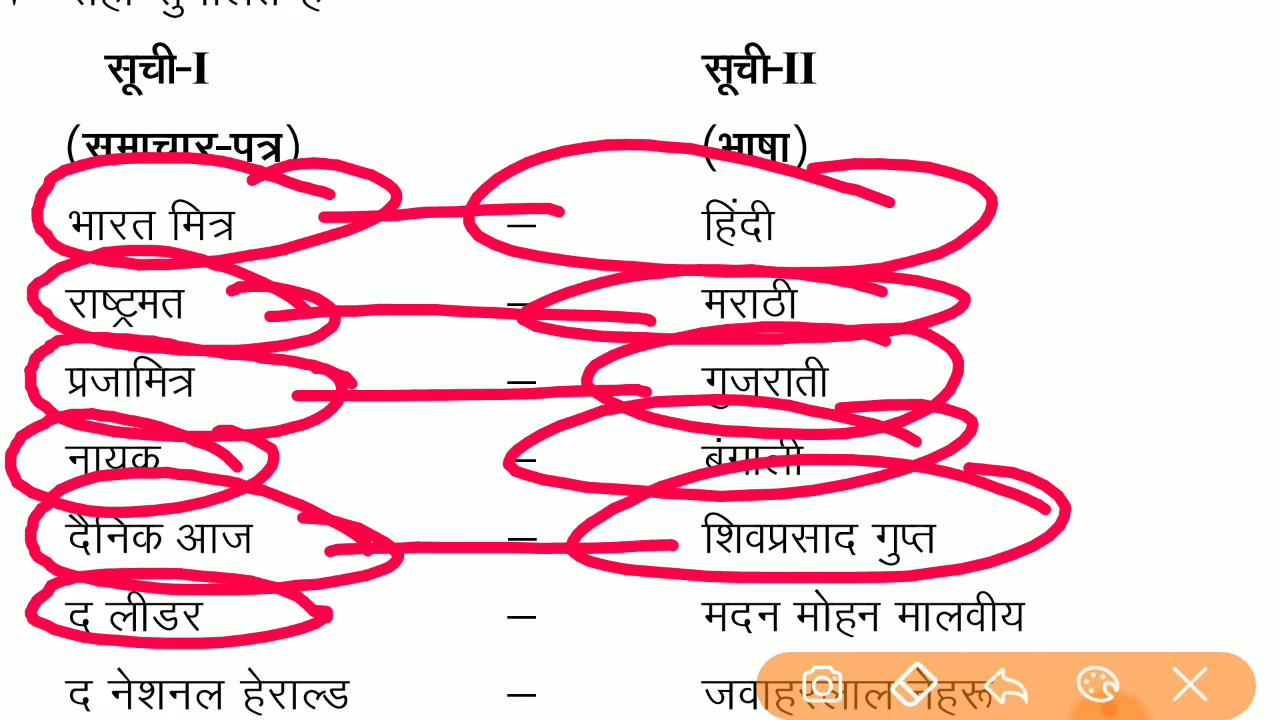 सूची-I सूची-II
(समाचार-पत्र) (भाषा)
भारत मित्र – हिंदी
राष्ट्रमत – मराठी
प्रजामित्र – गुजराती
नायक – बंगाली
दैनिक आज – शिवप्रसाद गुप्त
द लीडर – मदन मोहन मालवीय
द नेशनल हेराल्ड – जवाहरलाल नेहरू